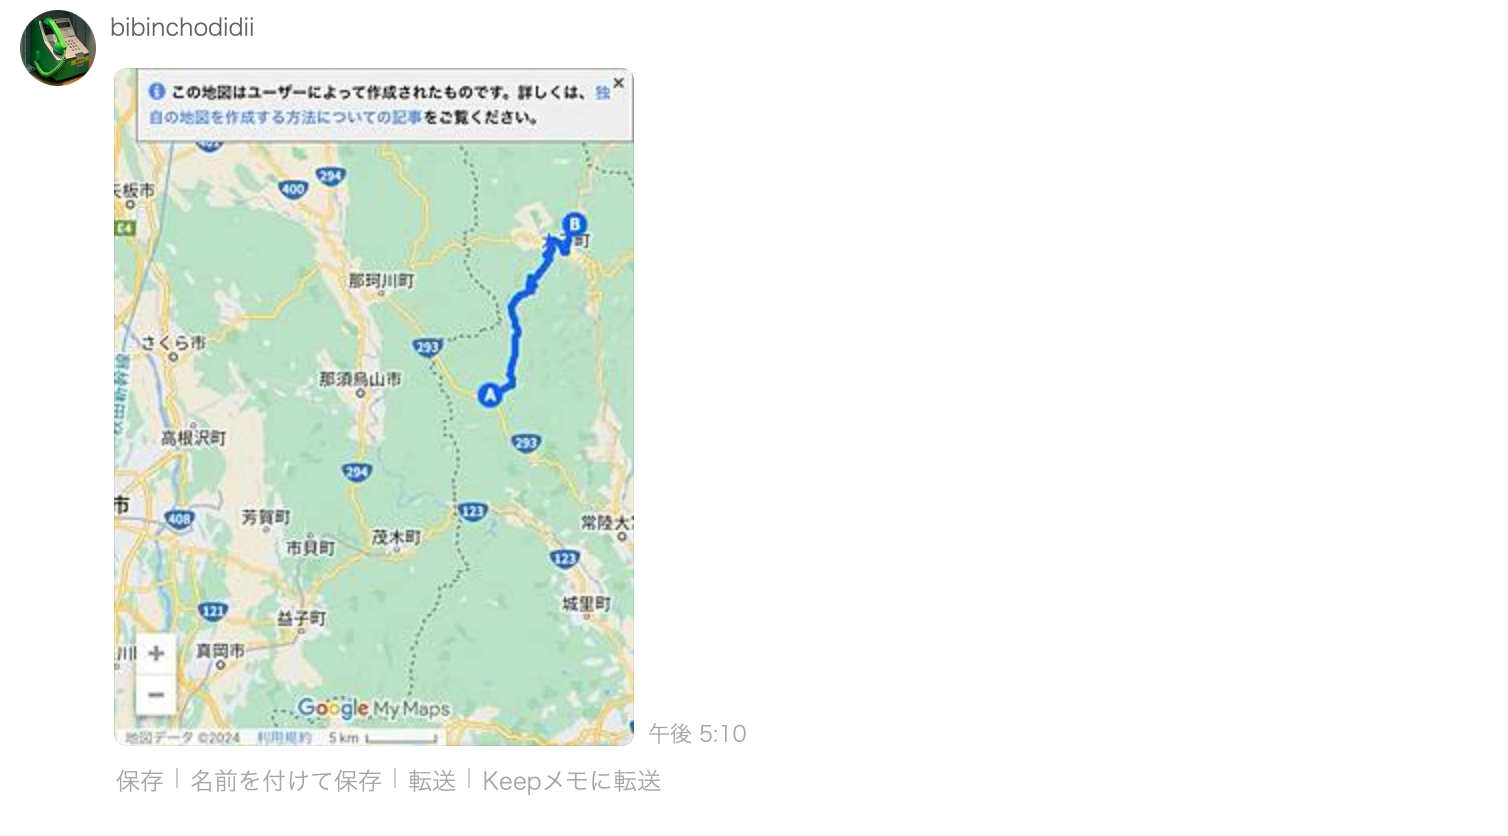 bibinchodidii
この地図はユーザーによって作成されたものです。詳しくは、独
自の地図を作成する方法についての記事をご覧ください。
×
294
400
矢板市
E4
B
那珂川町
さくら市
293
那須烏山市
A
高根沢町
293
294
市
408
芳賀町
123
常陸大
市貝町
茂木町
123
城里町
121
益子町
真岡市
+
−
Google My Maps
地図データ ©2024 利用規約 5 km
午後 5:10
保存 | 名前を付けて保存 | 転送 | Keepメモに転送